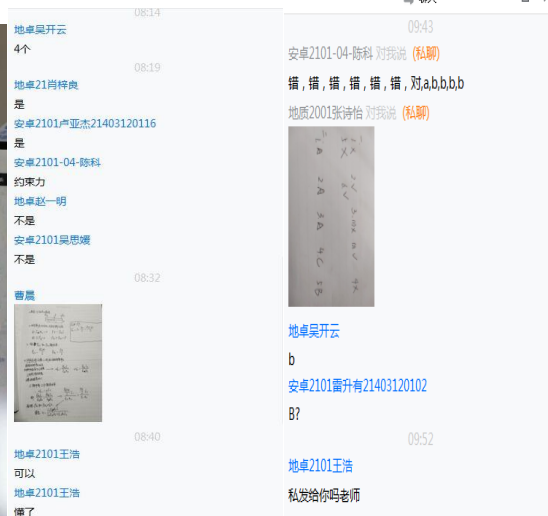 08:14
地卓吴开云
4个
08:19
地卓21肖梓良
是
安卓2101卢亚杰21403120116
是
安卓2101-04-陈科
约束力
地卓赵一明
不是
安卓2101吴思媛
不是
08:32
曹晨
08:40
地卓2101王浩
可以
地卓2101王浩
懂了
09:43
安卓2101-04-陈科 对我说 (私聊)
错，错，错，错，错，错，对,a,b,b,b,b
地质2001张诗怡 对我说 (私聊)
1A 2A 3A 4C 5B
地卓吴开云
b
安卓2101雷升有21403120102
B?
09:52
地卓2101王浩
私发给你吗老师